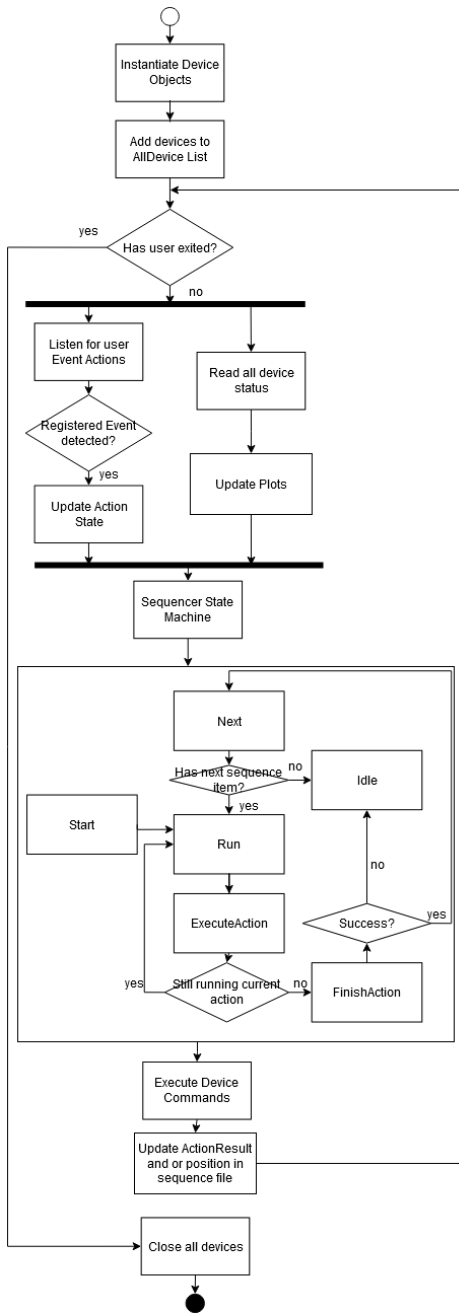 Instantiate Device
Objects
Add devices to
AllDevice List
yes
Has user exited?
no
Listen for user
Event Actions
Read all device
status
Registered Event
detected?
yes
Update Action
State
Update Plots
Sequencer State
Machine
Next
Has next sequence
item?
no
Idle
yes
Start
Run
no
ExecuteAction
Success?
yes
yes
Still running current
action
no
FinishAction
Execute Device
Commands
Update ActionResult
and or position in
sequence file
Close all devices